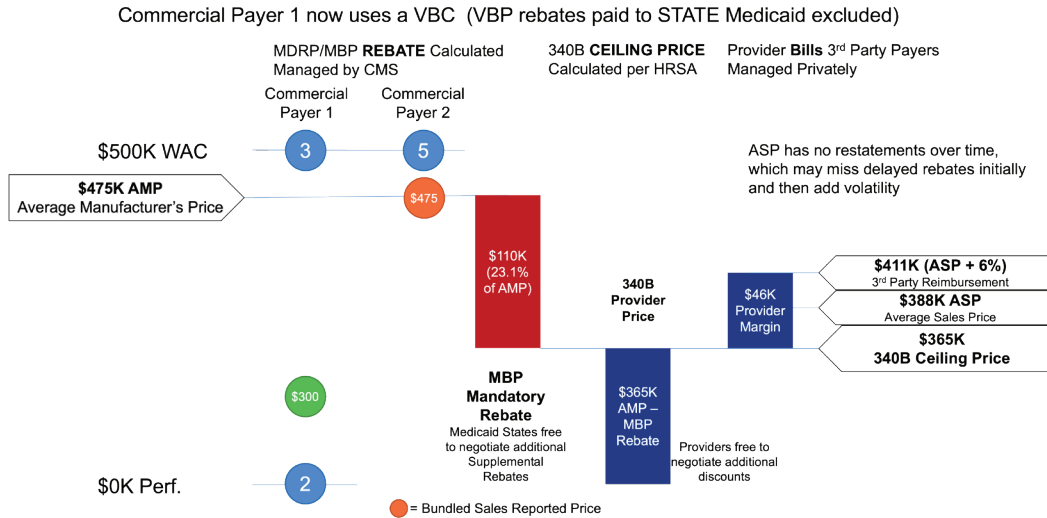 Commercial Payer 1 now uses a VBC (VBP rebates paid to STATE Medicaid excluded)
MDRP/MBP REBATE Calculated
Managed by CMS
340B CEILING PRICE
Calculated per HRSA
Provider Bills 3rd Party Payers
Managed Privately
Commercial
Payer 1
Commercial
Payer 2
$500K WAC
3
5
ASP has no restatements over time,
which may miss delayed rebates initially
and then add volatility
$475K AMP
Average Manufacturer's Price
$475
$110K
(23.1%
of AMP)
340B
Provider
Price
$46K
Provider
Margin
$411K (ASP + 6%)
3rd Party Reimbursement
$388K ASP
Average Sales Price
$365K
340B Ceiling Price
$300
MBP
Mandatory
Rebate
Medicaid States free
to negotiate additional
Supplemental
Rebates
$365K
AMP –
MBP
Rebate
Providers free to
negotiate additional
discounts
$0K Perf.
2
= Bundled Sales Reported Price